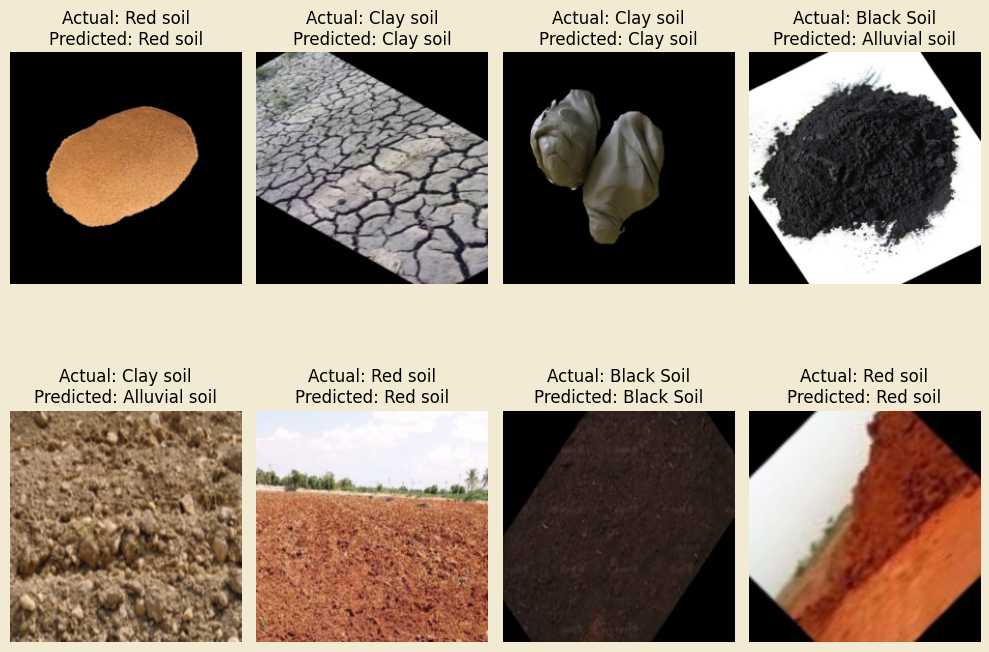 Actual: Red soil
Predicted: Red soil
Actual: Clay soil
Predicted: Clay soil
Actual: Clay soil
Predicted: Clay soil
Actual: Black Soil
Predicted: Alluvial soil
Actual: Clay soil
Predicted: Alluvial soil
Actual: Red soil
Predicted: Red soil
Actual: Black Soil
Predicted: Black Soil
Actual: Red soil
Predicted: Red soil